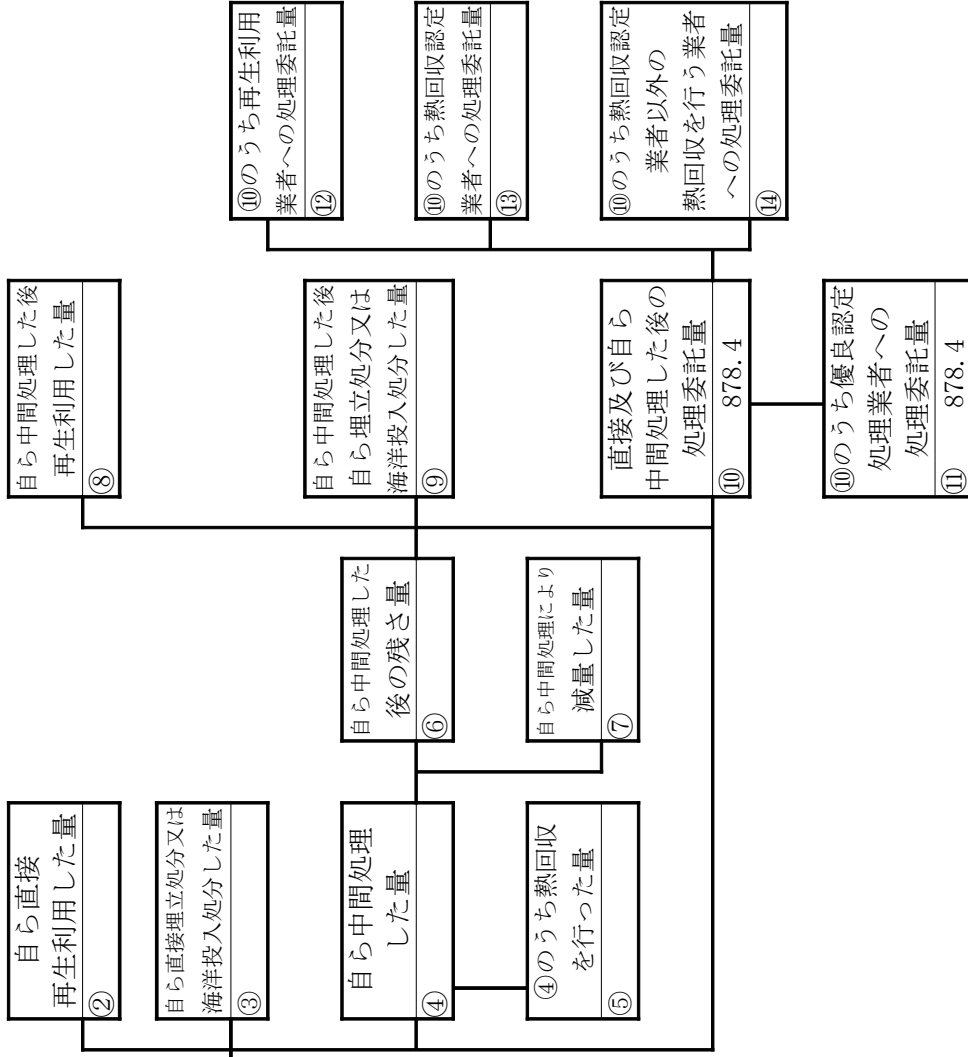 自ら直接
再生利用した量
②
自ら直接埋立処分又は
海洋投入処分した量
③
自ら中間処理
した量
④
④のうち熱回収
を行った量
⑤
自ら中間処理した
後の残さ量
⑥
自ら中間処理により
減量した量
⑦
自ら中間処理した後
再生利用した量
⑧
自ら中間処理した後
自ら埋立処分又は
海洋投入処分した量
⑨
直接及び自ら
中間処理した後の
処理委託量
⑩ 878.4
⑩のうち優良認定
処理業者への
処理委託量
⑪ 878.4
⑩のうち再生利用
業者への処理委託量
⑫
⑩のうち熱回収認定
業者への処理委託量
⑬
⑩のうち熱回収認定
業者以外の
熱回収を行う業者
への処理委託量
⑭